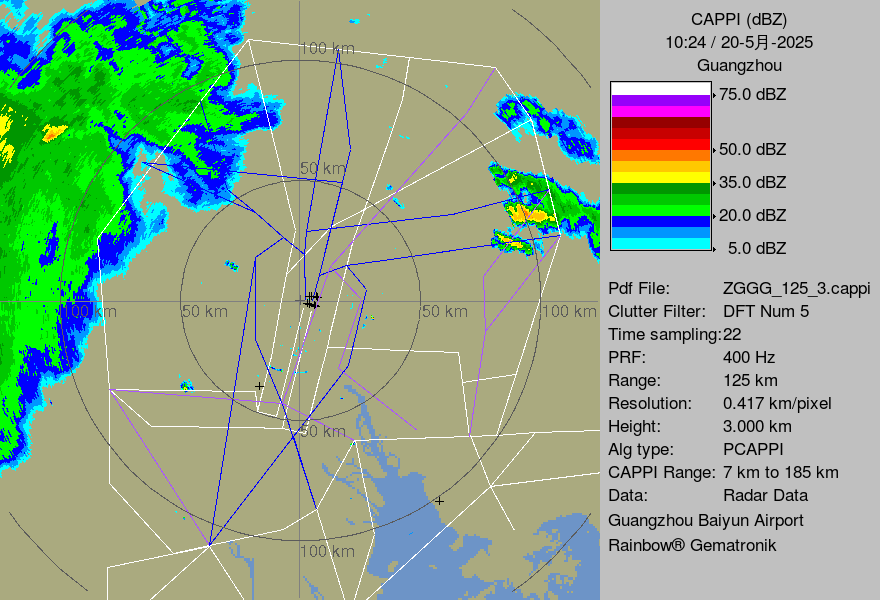 CAPPI (dBZ)
10:24 / 20-5月-2025
Guangzhou
75.0 dBZ
50.0 dBZ
35.0 dBZ
20.0 dBZ
5.0 dBZ
Pdf File: ZGGG_125_3.cappi
Clutter Filter: DFT Num 5
Time sampling:22
PRF: 400 Hz
Range: 125 km
Resolution: 0.417 km/pixel
Height: 3.000 km
Alg type: PCAPPI
CAPPI Range: 7 km to 185 km
Data: Radar Data
Guangzhou Baiyun Airport
Rainbow® Gematronik
100 km
50 km
100 km
50 km
50 km
100 km
50 km
100 km